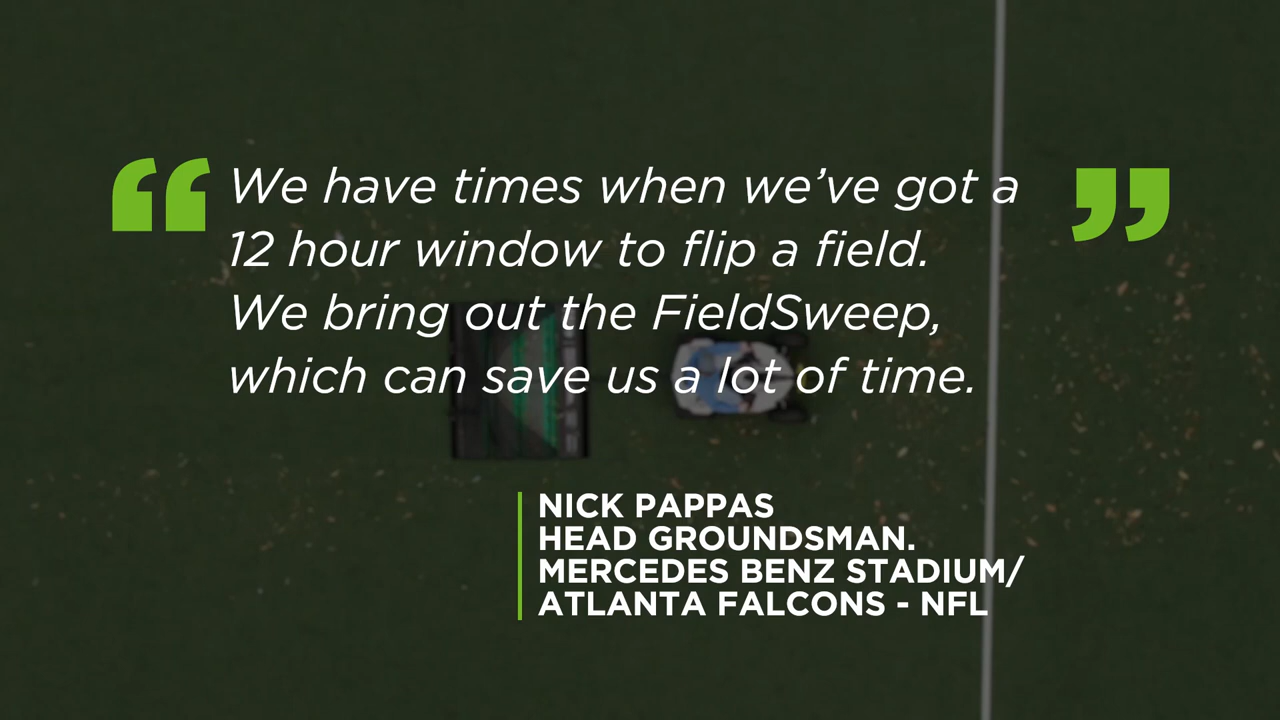 “We have times when we’ve got a”
12 hour window to flip a field.
We bring out the FieldSweep,
which can save us a lot of time.
NICK PAPPAS
HEAD GROUNDSMAN.
MERCEDES BENZ STADIUM/
ATLANTA FALCONS - NFL